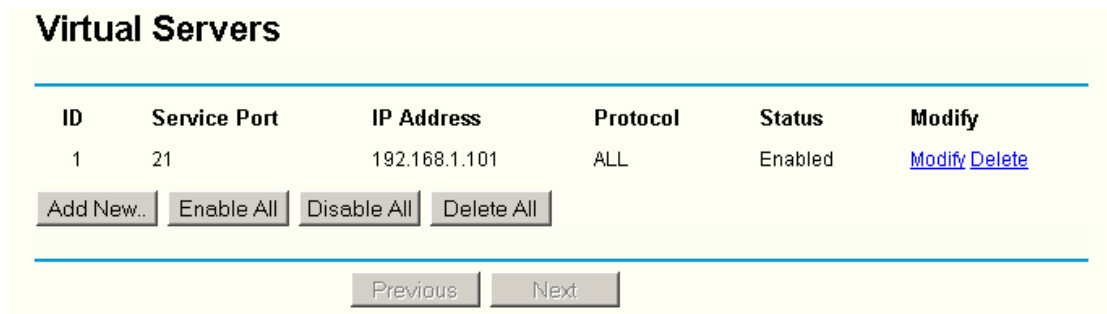 Virtual Servers
ID Service Port IP Address Protocol Status Modify
1 21 192.168.1.101 ALL Enabled Modify Delete
Add New.. Enable All Disable All Delete All
Previous Next